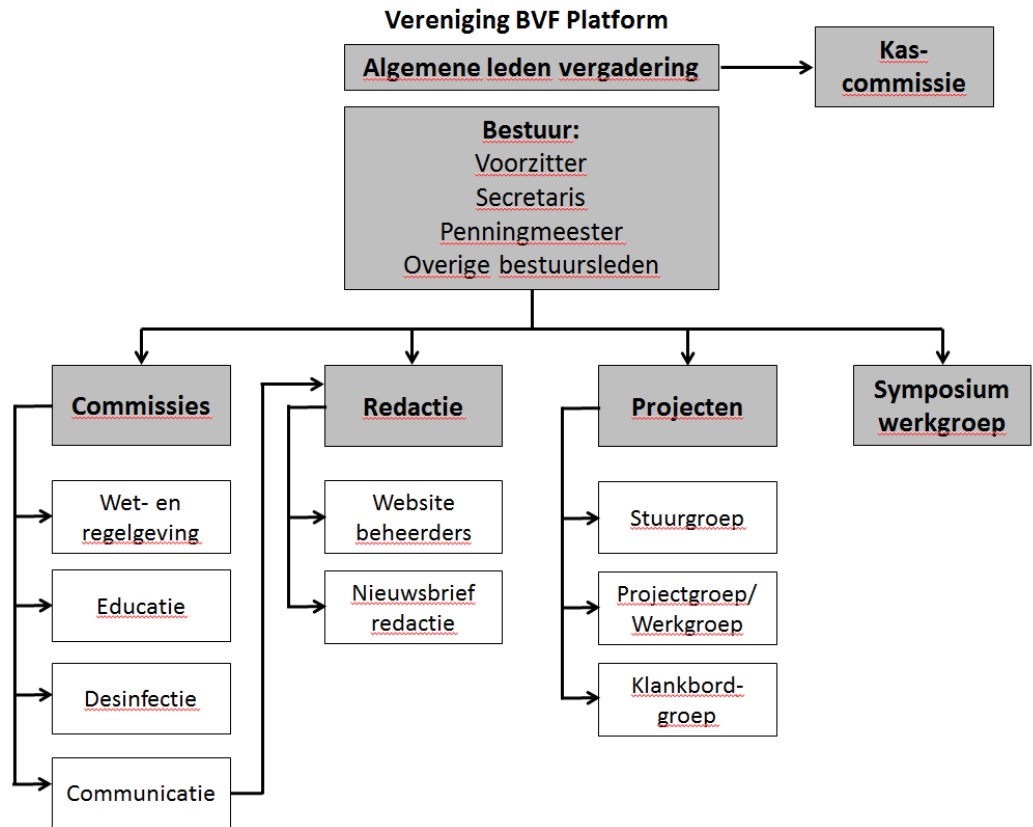 Vereniging BVF Platform
Algemene leden vergadering
Kas-
commissie
Bestuur:
Voorzitter
Secretaris
Penningmeester
Overige bestuursleden
Commissies
Redactie
Projecten
Symposium
werkgroep
Wet- en
regelgeving
Educatie
Desinfectie
Communicatie
Website
beheerders
Nieuwsbrief
redactie
Stuurgroep
Projectgroep/
Werkgroep
Klankbord-
groep